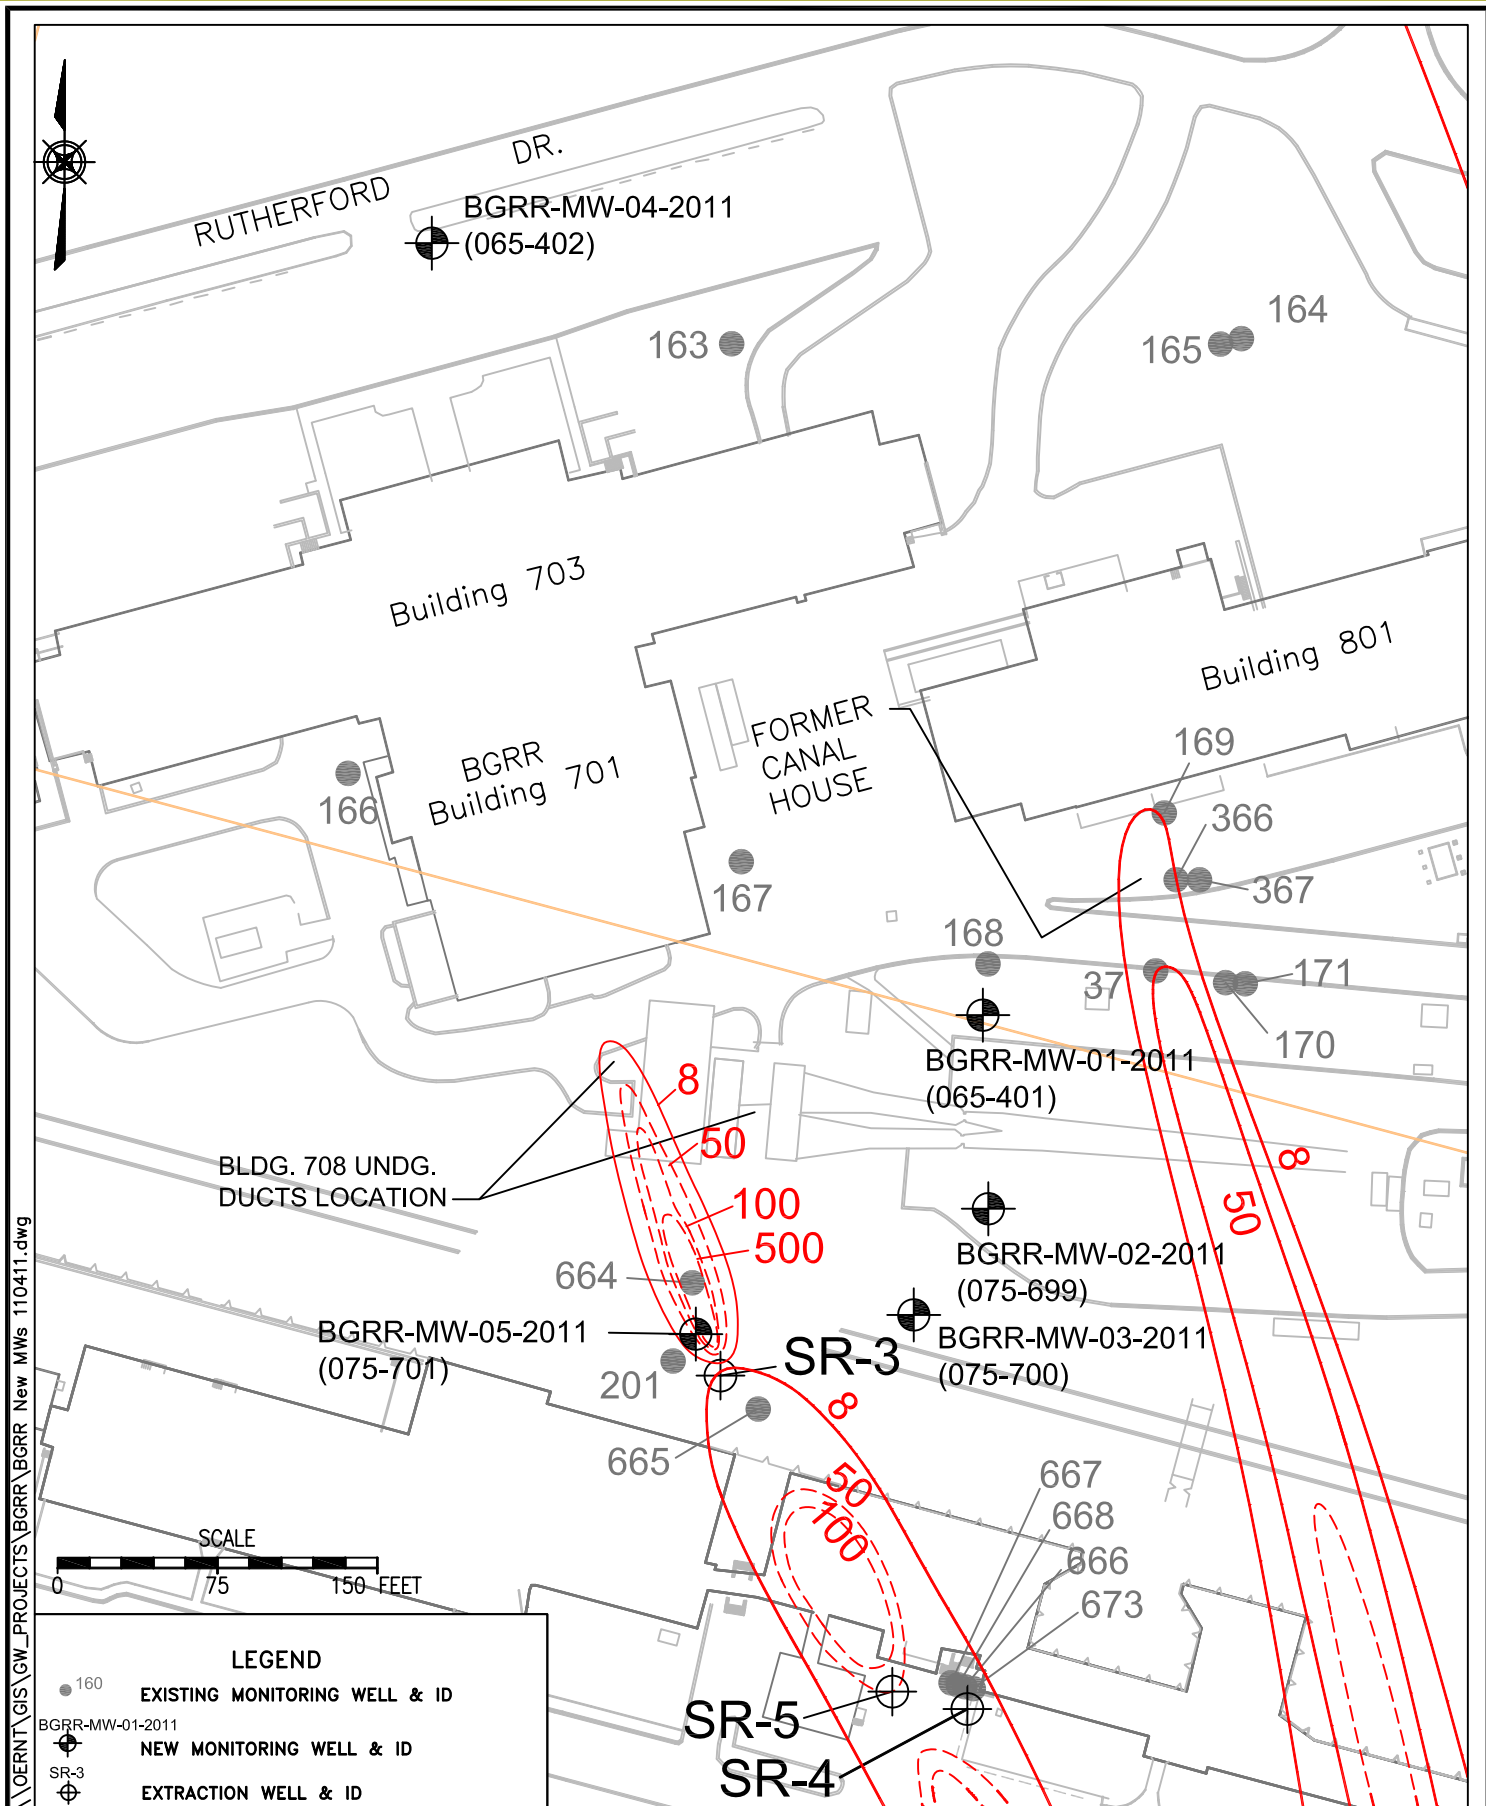 DR.
RUTHERFORD
BGRR-MW-04-2011
(065-402)
163
164
165
Building 703
Building 801
FORMER
CANAL
HOUSE
BGRR
Building 701
166
167
169
366
367
168
37
171
170
BGRR-MW-01-2011
(065-401)
8
50
100
500
8
50
BLDG. 708 UNDG.
DUCTS LOCATION
BGRR-MW-02-2011
(075-699)
664
BGRR-MW-05-2011
(075-701)
BGRR-MW-03-2011
(075-700)
SR-3
201
8
665
50
100
667
668
666
673
SR-5
SR-4
SCALE
0 75 150 FEET
LEGEND
160
EXISTING MONITORING WELL & ID
BGRR-MW-01-2011
NEW MONITORING WELL & ID
SR-3
EXTRACTION WELL & ID
\\OERNT\GIS\GW_PROJECTS\BGRR\BGRR New MWs 110411.dwg